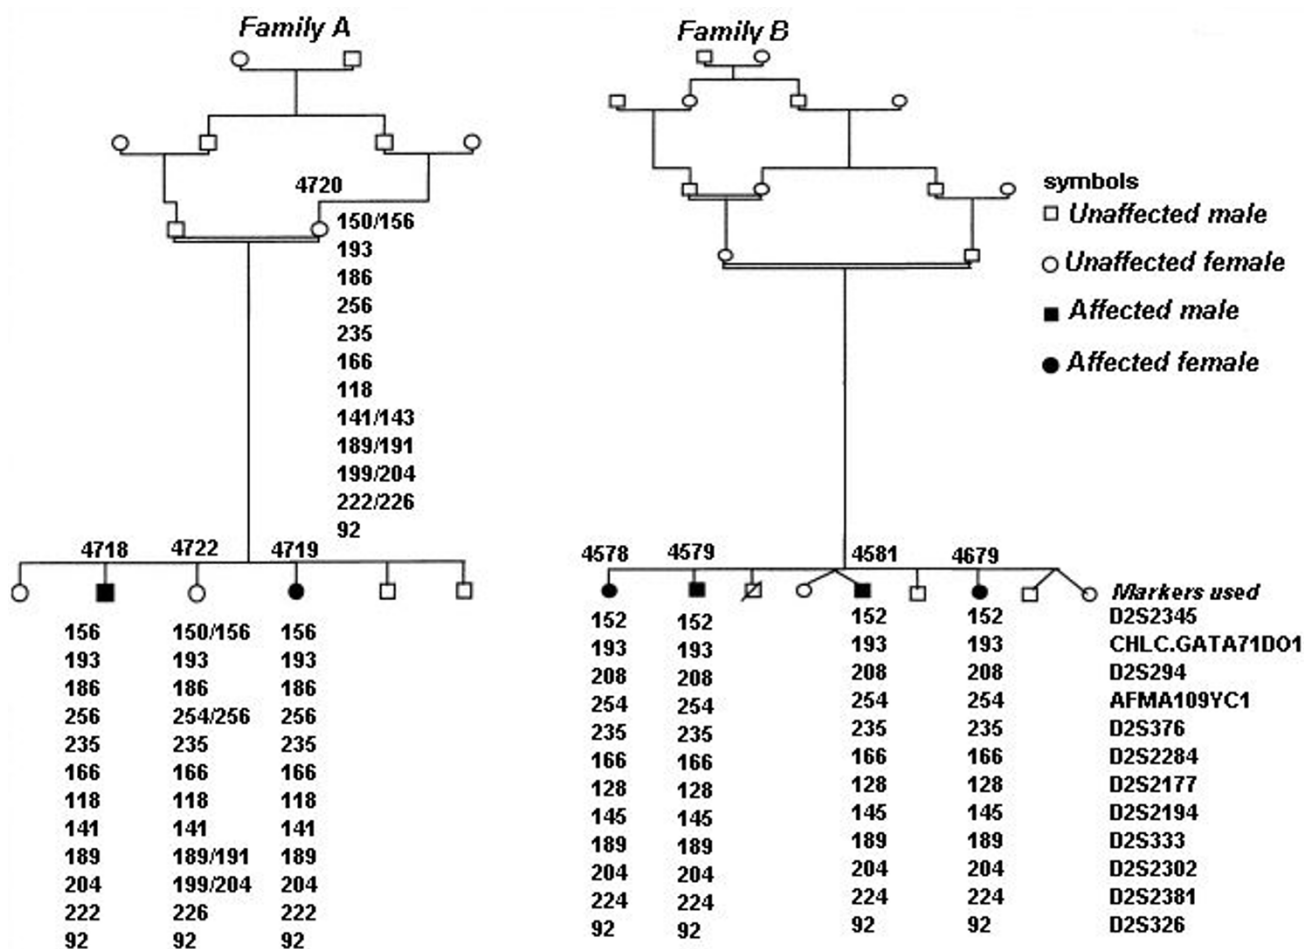 Family A
Family B
4720
150/156
193
186
256
235
166
118
141/143
189/191
199/204
222/226
92
symbols
Unaffected male
Unaffected female
Affected male
Affected female
4718 4722 4719
156 150/156 156
193 193 193
186 186 186
256 254/256 256
235 235 235
166 166 166
118 118 118
141 141 141
189 189/191 189
204 199/204 204
222 226 222
92 92 92
4578 4579 4581 4679
Markers used
152 152 152 152 D2S2345
193 193 193 193 CHLC.GATA71DO1
208 208 208 208 D2S294
254 254 254 254 AFMA109YC1
235 235 235 235 D2S376
166 166 166 166 D2S2284
128 128 128 128 D2S2177
145 145 145 145 D2S2194
189 189 189 189 D2S333
204 204 204 204 D2S2302
224 224 224 224 D2S2381
92 92 92 92 D2S326